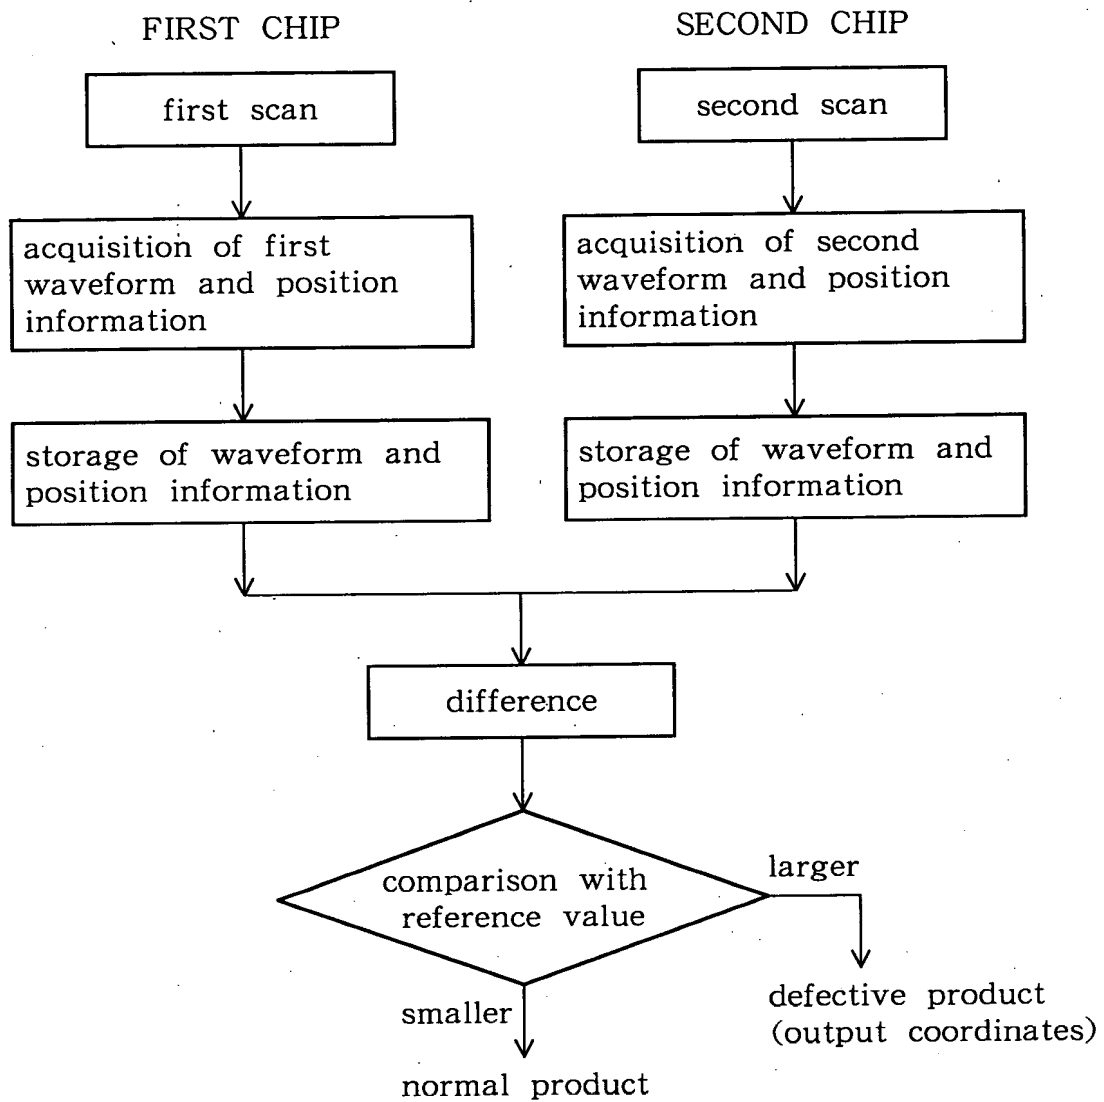 FIRST CHIP
first scan
acquisition of first
waveform and position
information
storage of waveform and
position information
SECOND CHIP
second scan
acquisition of second
waveform and position
information
storage of waveform and
position information
difference
comparison with
reference value
larger
defective product
(output coordinates)
smaller
normal product